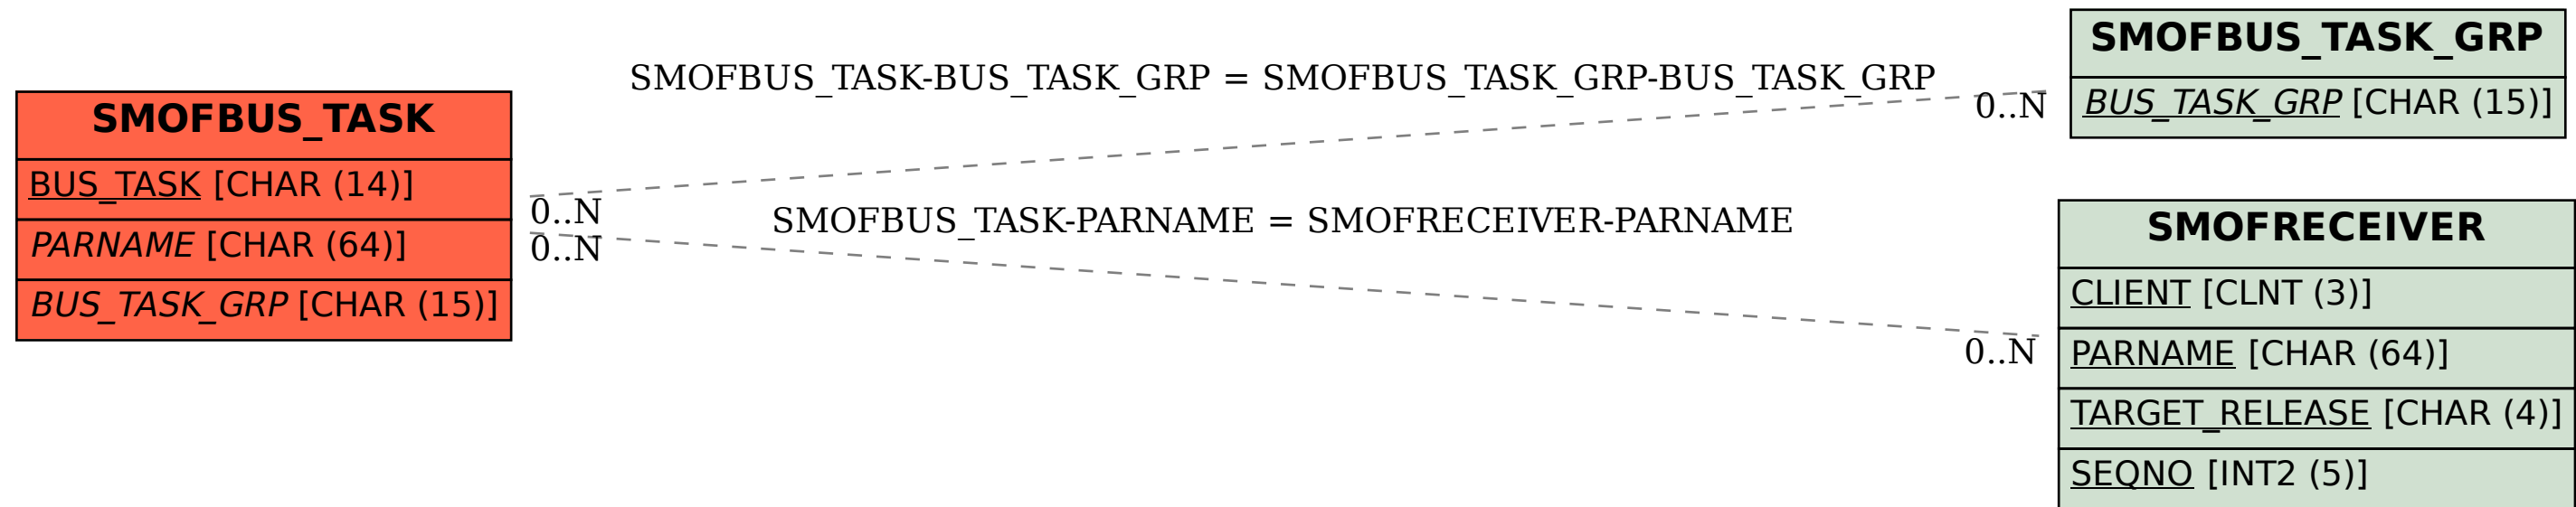 SMOFBUS_TASK
BUS_TASK [CHAR (14)]
PARNAME [CHAR (64)]
BUS_TASK_GRP [CHAR (15)]
SMOFBUS_TASK-BUS_TASK_GRP = SMOFBUS_TASK_GRP-BUS_TASK_GRP
0..N
0..N
SMOFBUS_TASK-PARNAME = SMOFRECEIVER-PARNAME
0..N
0..N
SMOFBUS_TASK_GRP
BUS_TASK_GRP [CHAR (15)]
SMOFRECEIVER
CLIENT [CLNT (3)]
PARNAME [CHAR (64)]
TARGET_RELEASE [CHAR (4)]
SEQNO [INT2 (5)]